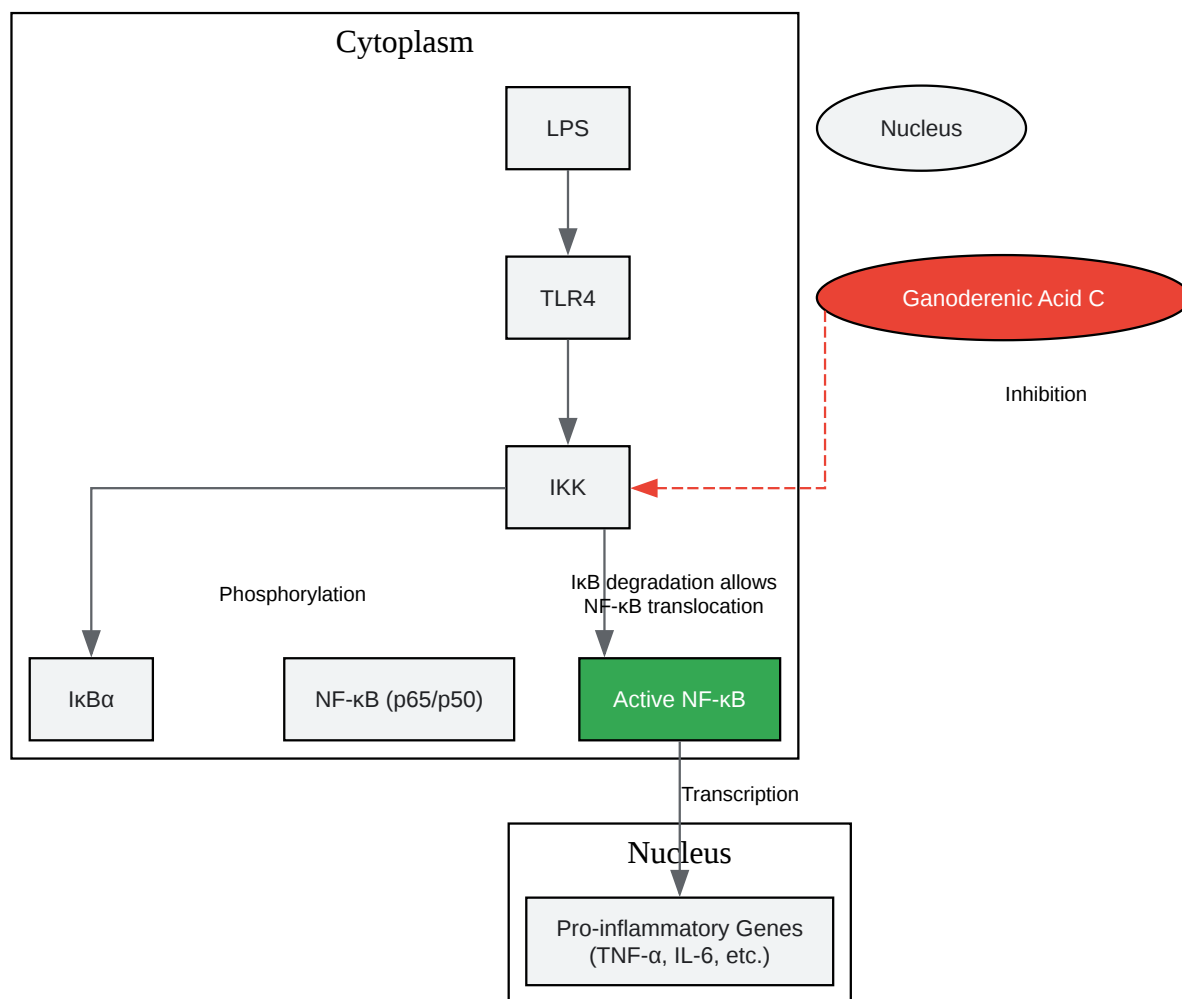 Cytoplasm
LPS
Nucleus
TLR4
Ganoderenic Acid C
Inhibition
IKK
Phosphorylation
IκB degradation allows
NF-κB translocation
IκBα
NF-κB (p65/p50)
Active NF-κB
Transcription
Nucleus
Pro-inflammatory Genes
(TNF-α, IL-6, etc.)